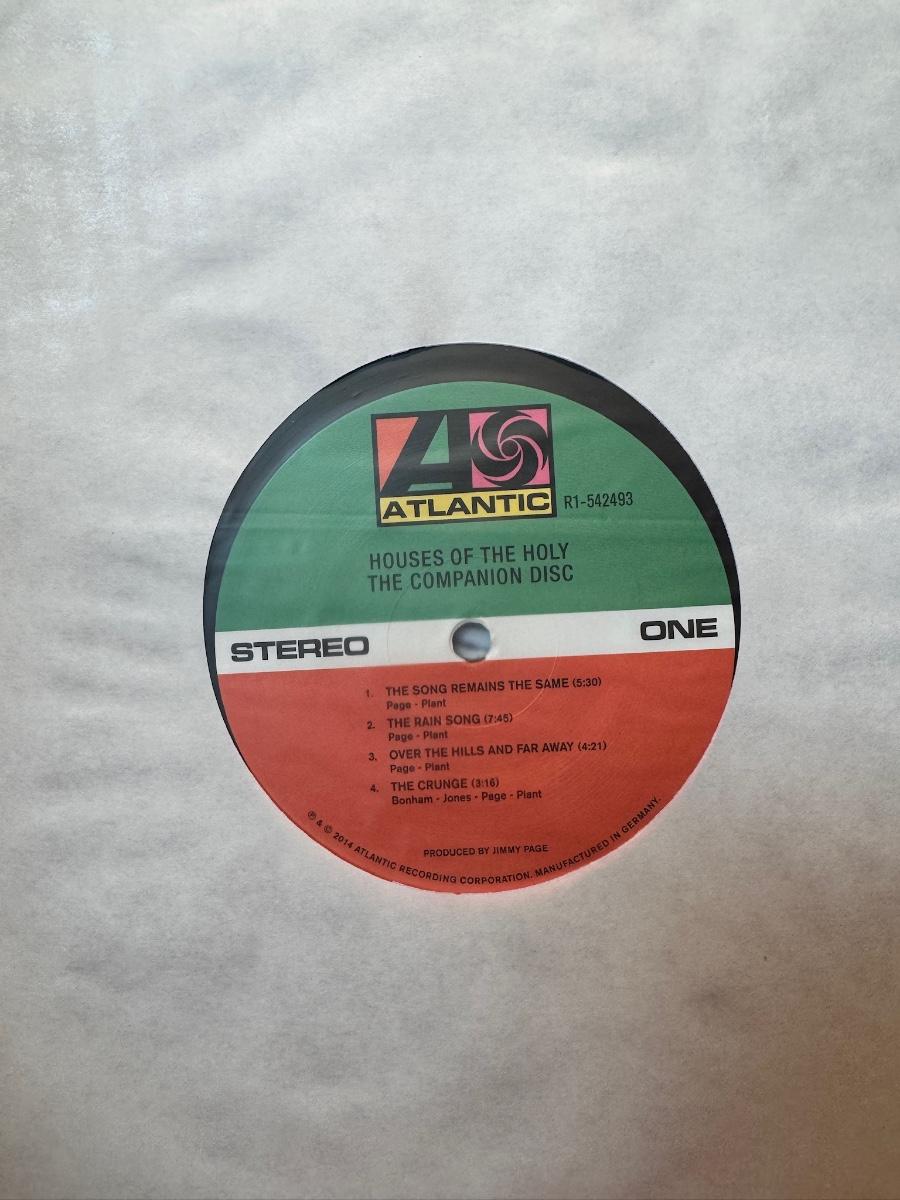 ATLANTIC
R1-542493
HOUSES OF THE HOLY
THE COMPANION DISC
STEREO
ONE
1. THE SONG REMAINS THE SAME (5:30)
Page - Plant
2. THE RAIN SONG (7:45)
Page - Plant
3. OVER THE HILLS AND FAR AWAY (4:21)
Page - Plant
4. THE CRUNGE (3:16)
Bonham - Jones - Page - Plant
PRODUCED BY JIMMY PAGE
℗ & © 2014 ATLANTIC RECORDING CORPORATION. MANUFACTURED IN GERMANY.